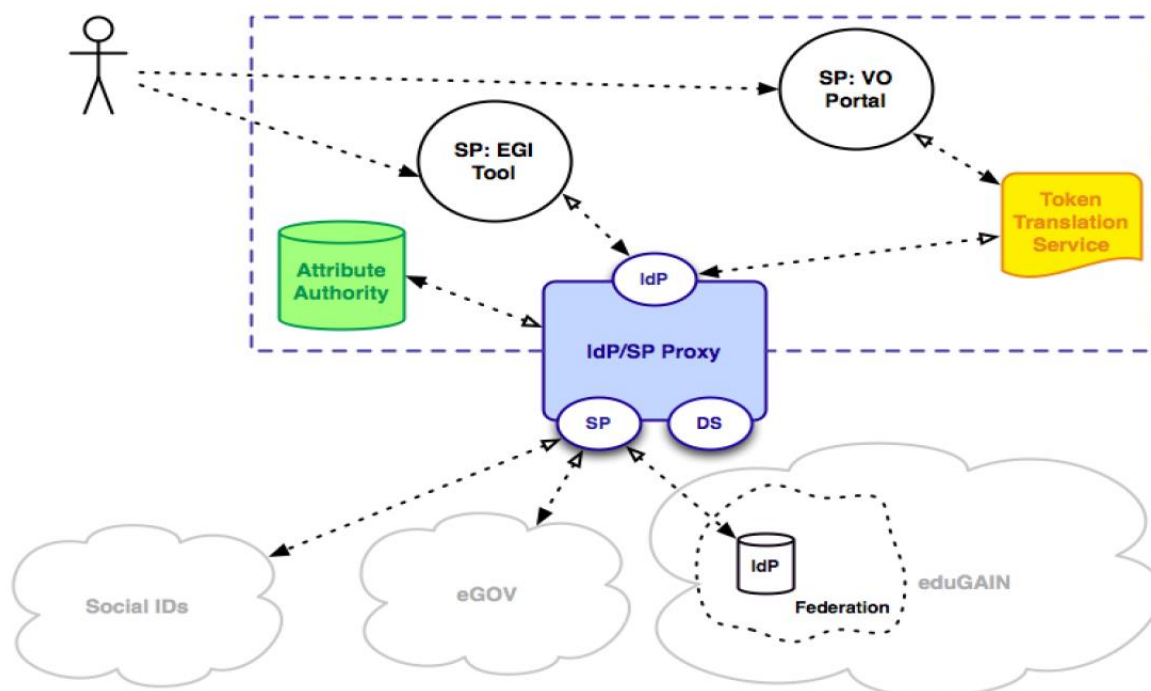 SP: VO
Portal
SP: EGI
Tool
Token
Translation
Service
Attribute
Authority
IdP
IdP/SP Proxy
SP
DS
Social IDs
eGOV
IdP
Federation
eduGAIN